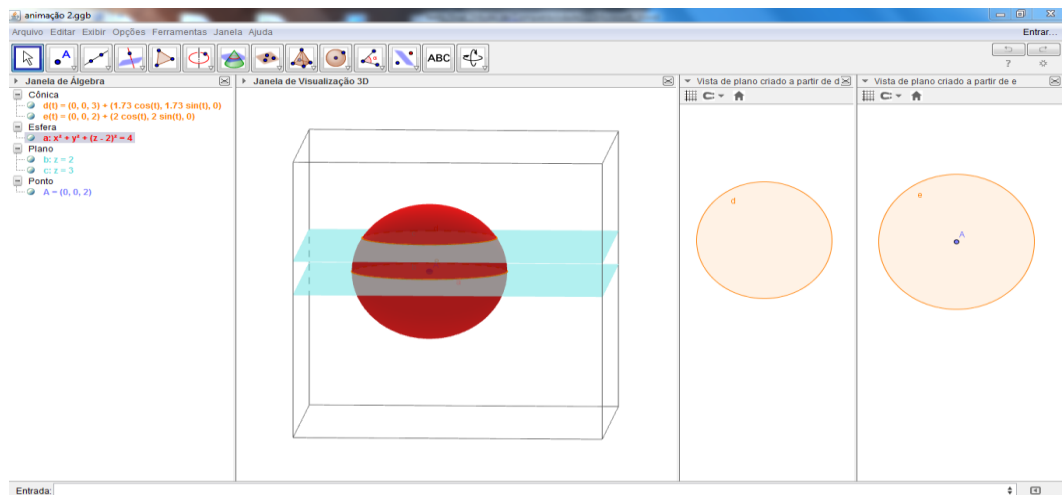 animação 2.ggb
Arquivo Editar Exibir Opções Ferramentas Janela Ajuda
Entrar...
ABC
?
Janela de Álgebra
Cônica
d(t) = (0, 0, 3) + (1.73 cos(t), 1.73 sin(t), 0)
e(t) = (0, 0, 2) + (2 cos(t), 2 sin(t), 0)
Esfera
a: x² + y² + (z - 2)² = 4
Plano
b: z = 2
c: z = 3
Ponto
A = (0, 0, 2)
Janela de Visualização 3D
Vista de plano criado a partir de d
d
Vista de plano criado a partir de e
e
A
Entrada: